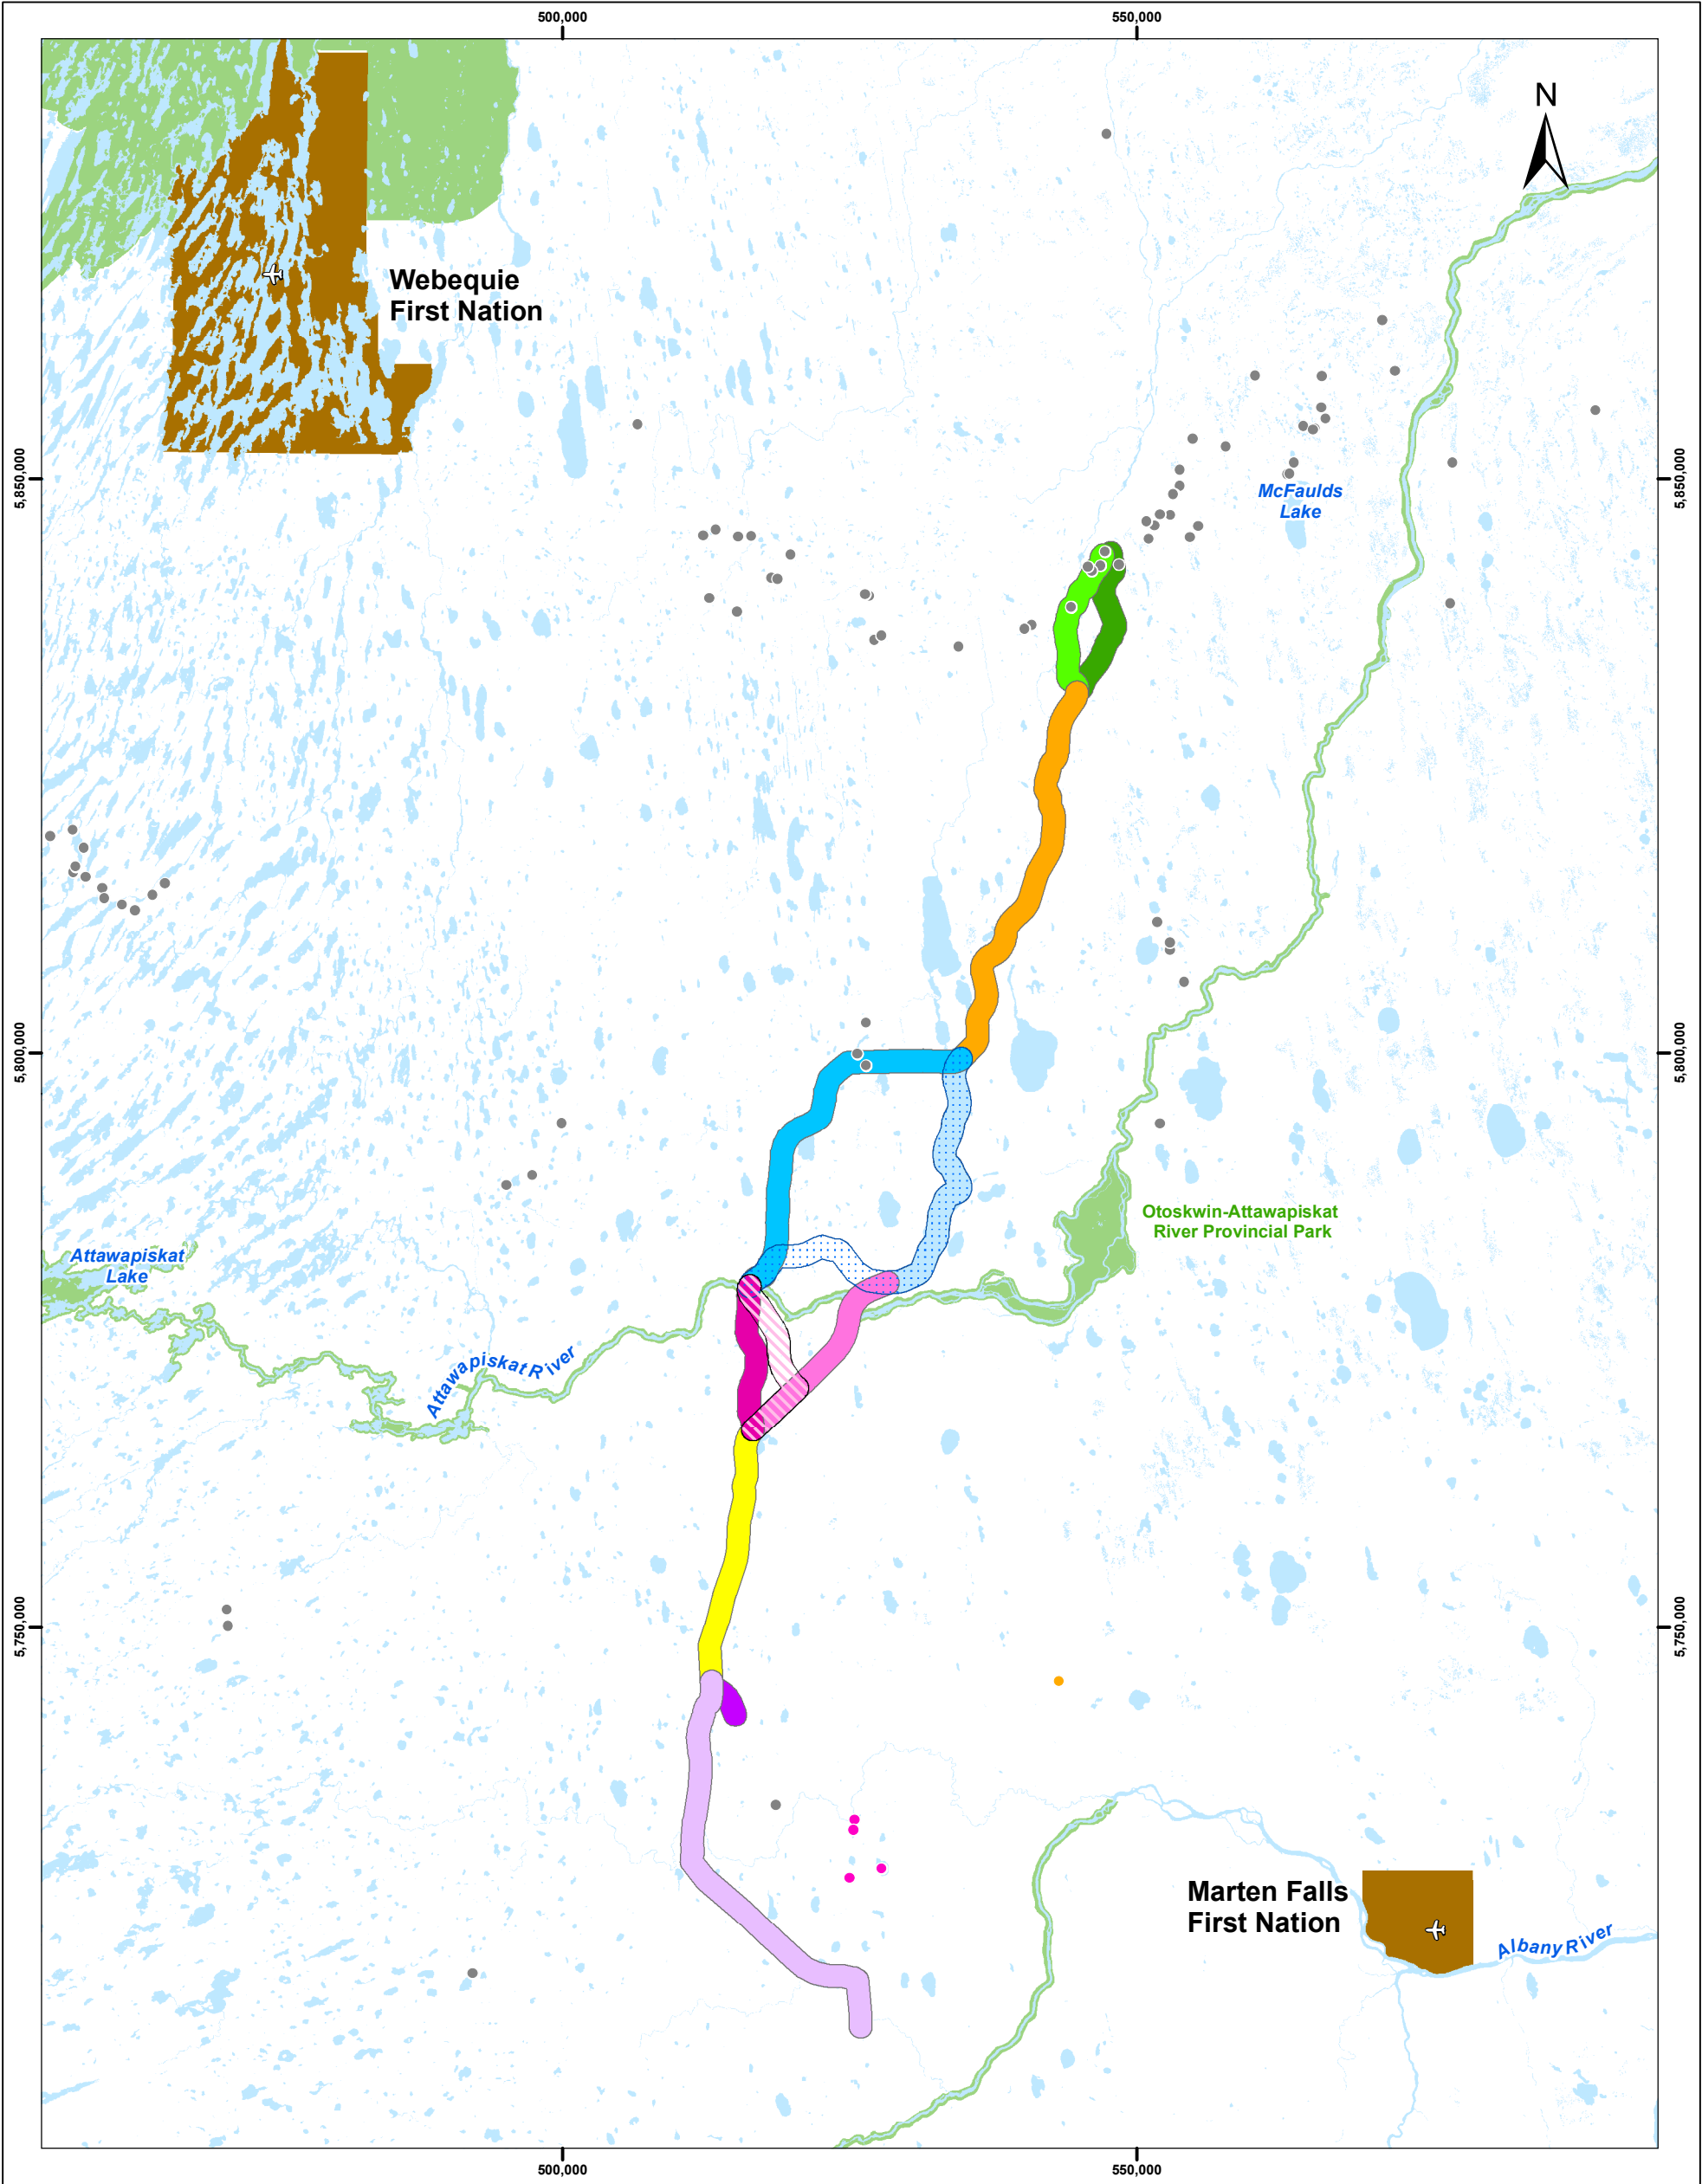 500,000
550,000
N
Webequie
First Nation
5,850,000
5,850,000
McFaulds
Lake
5,800,000
5,800,000
Otoskwin-Attawapiskat
River Provincial Park
Attawapiskat
Lake
Attawapiskat River
5,750,000
5,750,000
Marten Falls
First Nation
Albany River
500,000
550,000